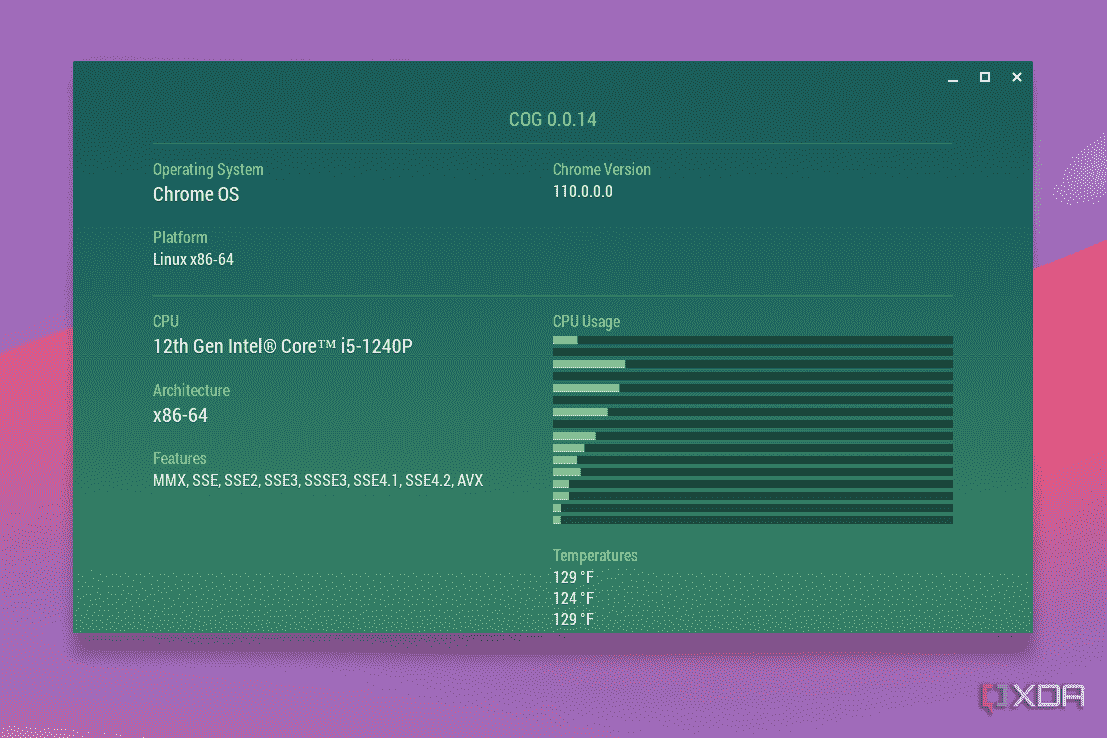 COG 0.0.14
Operating System
Chrome OS
Chrome Version
110.0.0.0
Platform
Linux x86-64
CPU
12th Gen Intel® Core™ i5-1240P
Architecture
x86-64
Features
MMX, SSE, SSE2, SSE3, SSSE3, SSE4.1, SSE4.2, AVX
CPU Usage
Temperatures
129 °F
124 °F
129 °F
XDA